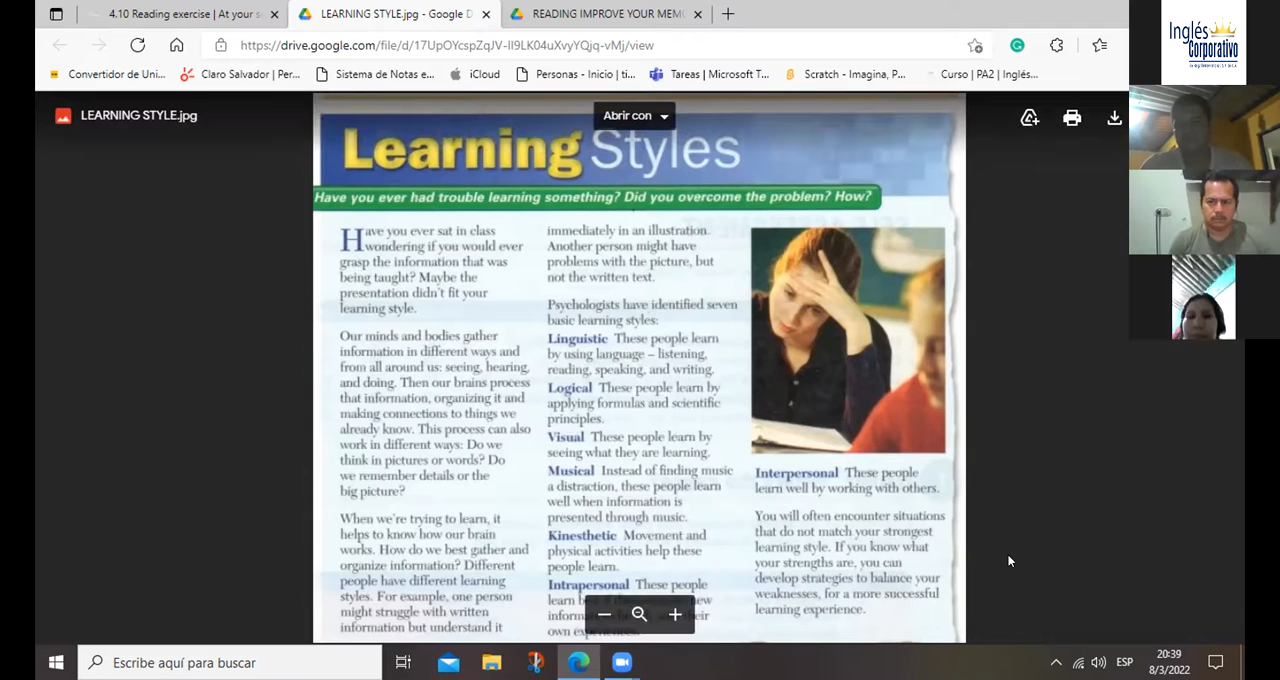 4.10 Reading exercise | At your s
LEARNING STYLE.jpg - Google D
READING IMPROVE YOUR MEMO
https://drive.google.com/file/d/17UpOYcspZqJV-II9LK04uXvyYQjq-vMj/view
Convertidor de Uni...
Claro Salvador | Per...
Sistema de Notas e...
iCloud
Personas - Inicio | ti...
Tareas | Microsoft T...
Scratch - Imagina, P...
Curso | PA2 | Inglés...
Inglés
Corporativo
LEARNING STYLE.jpg
Abrir con
Learning Styles
Have you ever had trouble learning something? Did you overcome the problem? How?
Have you ever sat in class
wondering if you would ever
grasp the information that was
being taught? Maybe the
presentation didn't fit your
learning style.
Our minds and bodies gather
information in different ways and
from all around us: seeing, hearing,
and doing. Then our brains process
that information, organizing it and
making connections to things we
already know. This process can also
work in different ways: Do we
think in pictures or words? Do
we remember details or the
big picture?
When we're trying to learn, it
helps to know how our brain
works. How do we best gather and
organize information? Different
people have different learning
styles. For example, one person
might struggle with written
information but understand it
immediately in an illustration.
Another person might have
problems with the picture, but
not the written text.
Psychologists have identified seven
basic learning styles:
Linguistic These people learn
by using language – listening,
reading, speaking, and writing.
Logical These people learn by
applying formulas and scientific
principles.
Visual These people learn by
seeing what they are learning.
Musical Instead of finding music
a distraction, these people learn
well when information is
presented through music.
Kinesthetic Movement and
physical activities help these
people learn.
Intrapersonal These people
learn new
own
Interpersonal These people
learn well by working with others.
You will often encounter situations
that do not match your strongest
learning style. If you know what
your strengths are, you can
develop strategies to balance your
weaknesses, for a more successful
learning experience.
Escribe aquí para buscar
ESP
20:39
8/3/2022